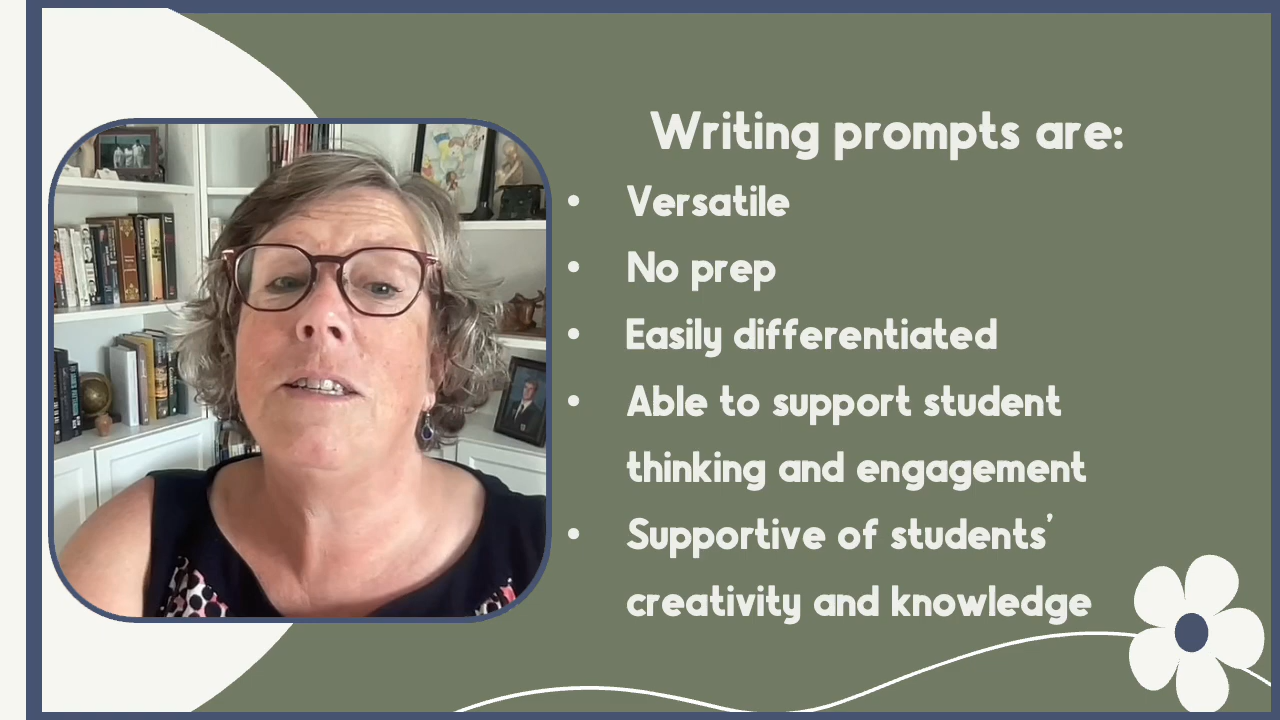 Writing prompts are:
• Versatile
• No prep
• Easily differentiated
• Able to support student
thinking and engagement
• Supportive of students'
creativity and knowledge